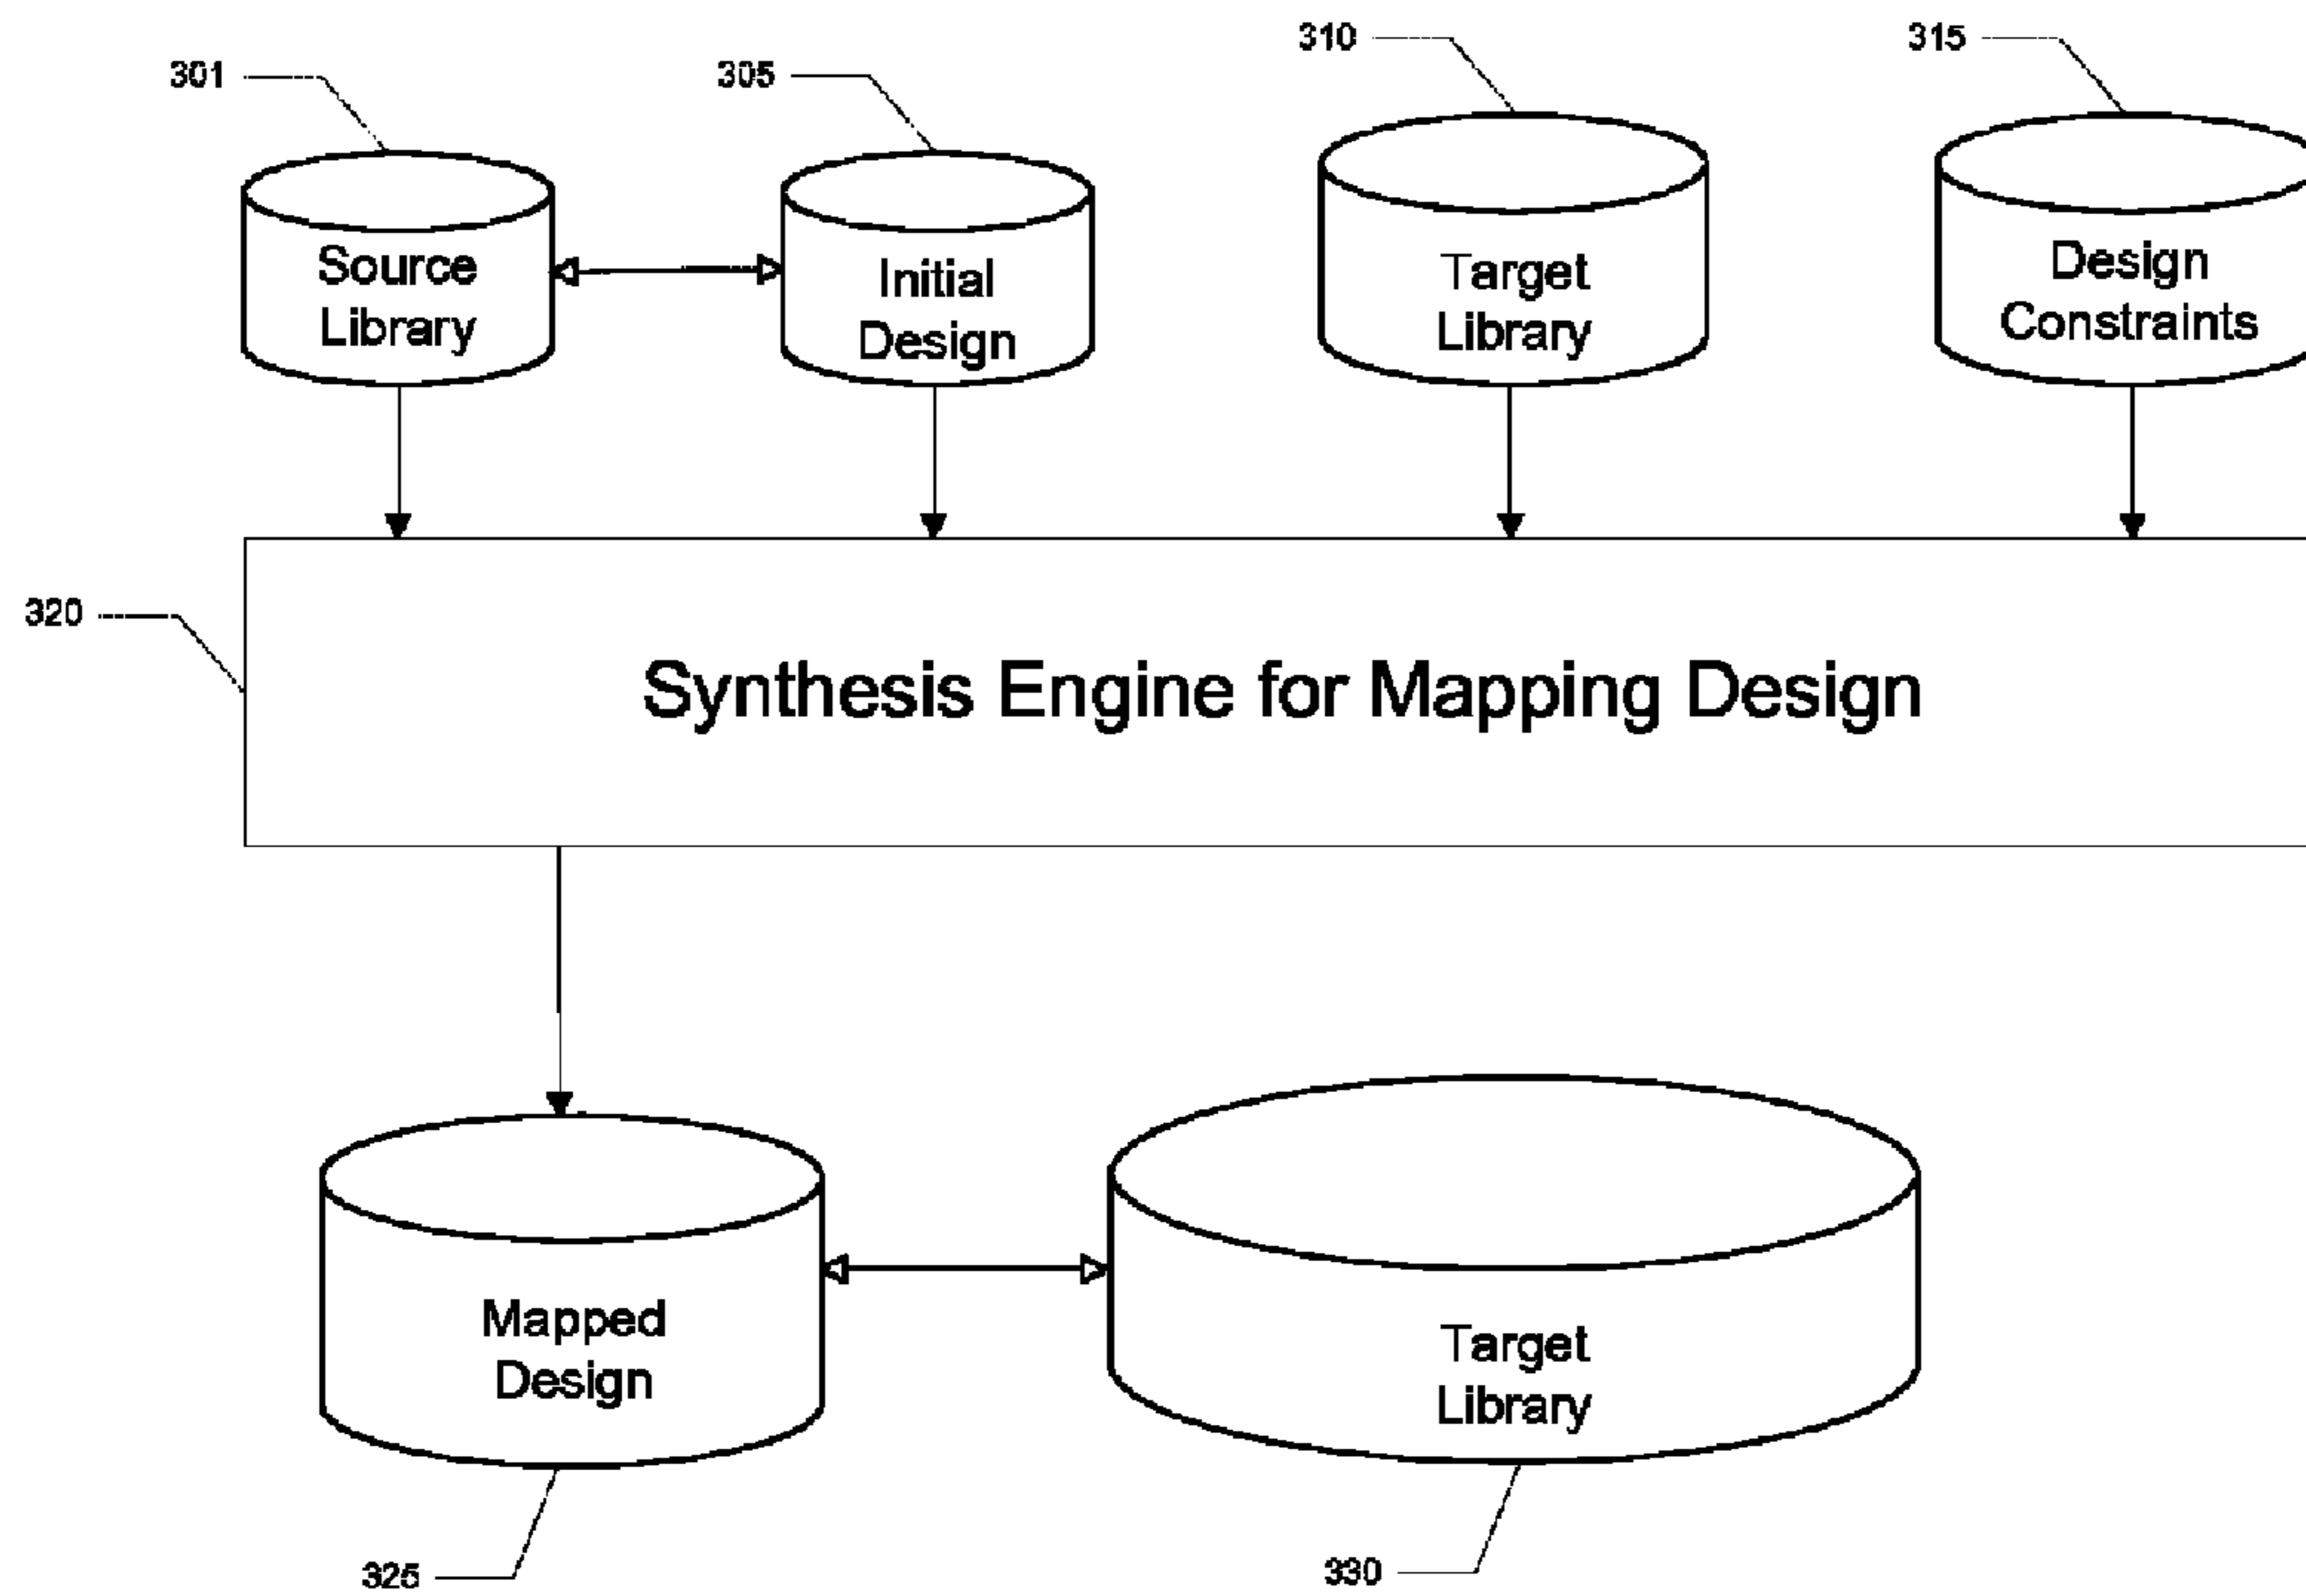 301
305
310
315
Source
Library
Initial
Design
Target
Library
Design
Constraints
320
Synthesis Engine for Mapping Design
Mapped
Design
Target
Library
325
330